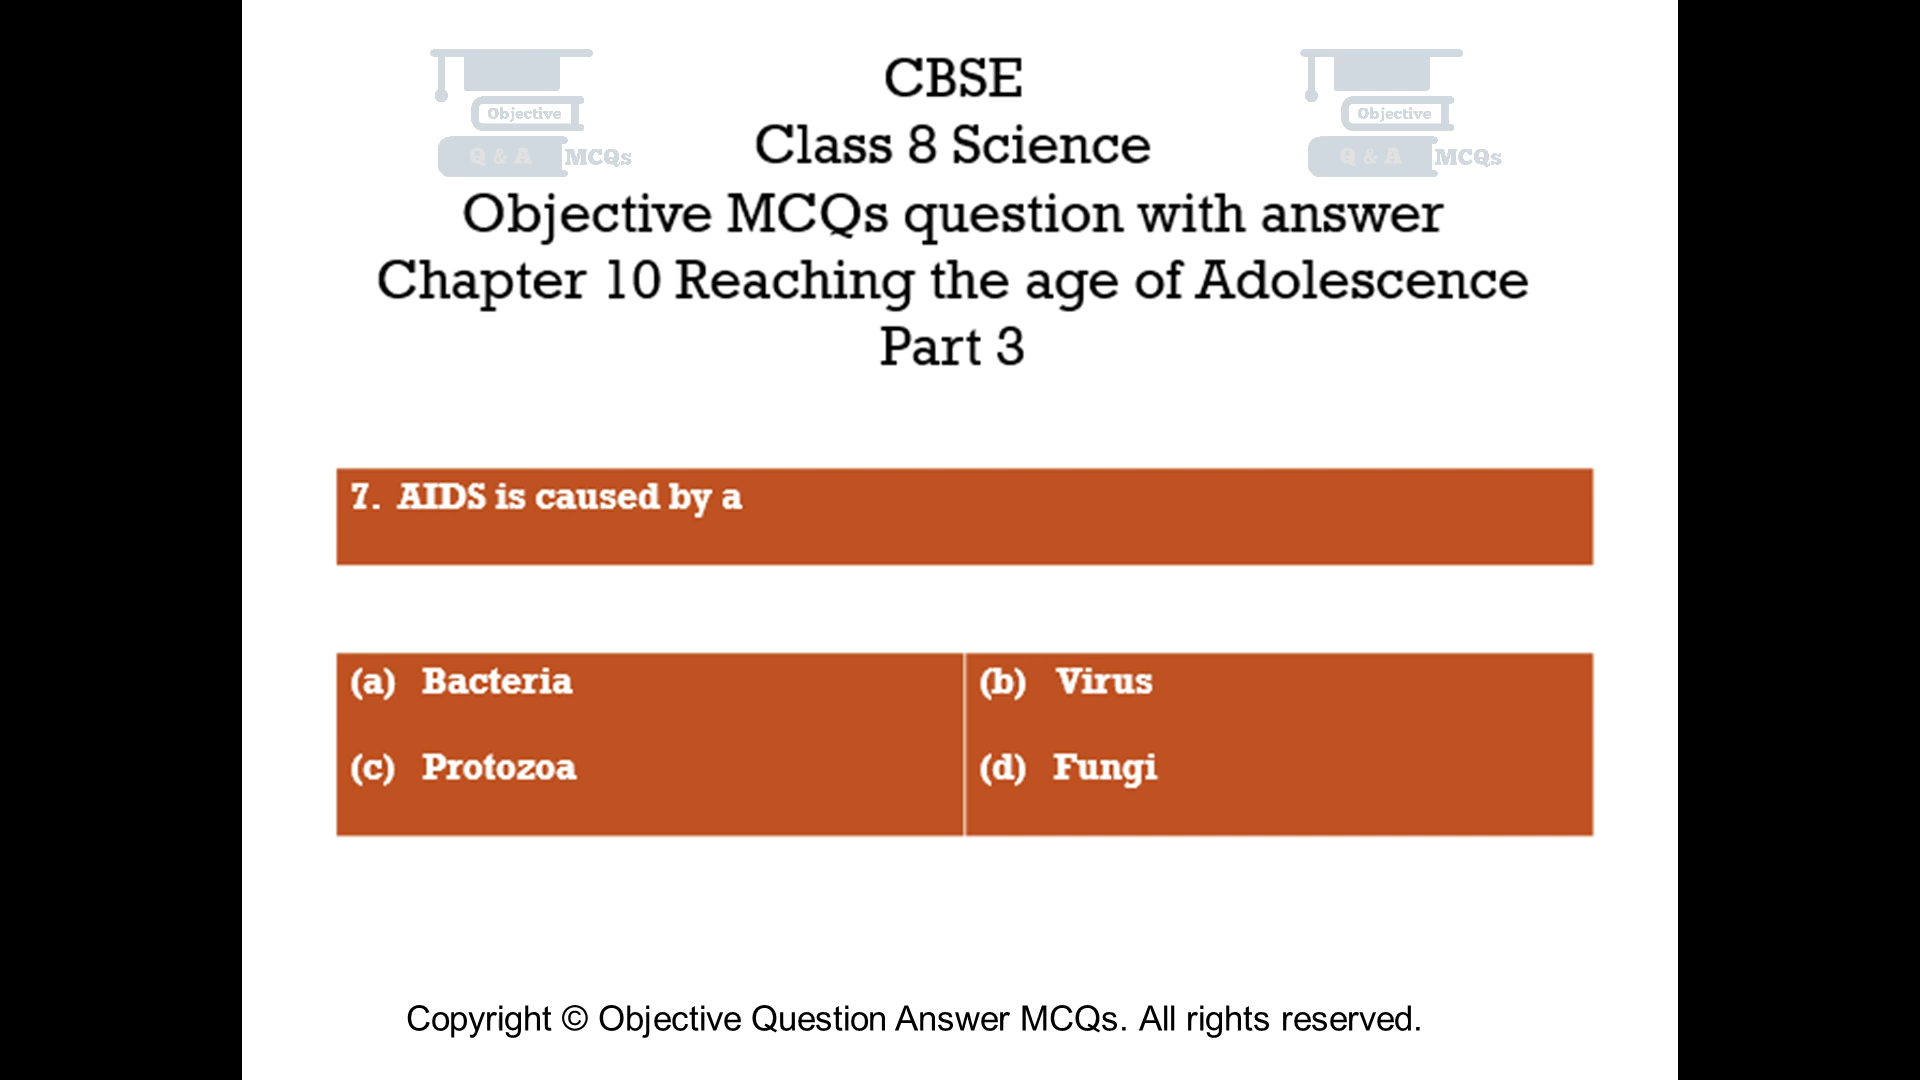 Objective
Q & A MCQs
Objective
Q & A MCQs
CBSE
Class 8 Science
Objective MCQs question with answer
Chapter 10 Reaching the age of Adolescence
Part 3
7. AIDS is caused by a
(a) Bacteria
(b) Virus
(c) Protozoa
(d) Fungi
Copyright © Objective Question Answer MCQs. All rights reserved.